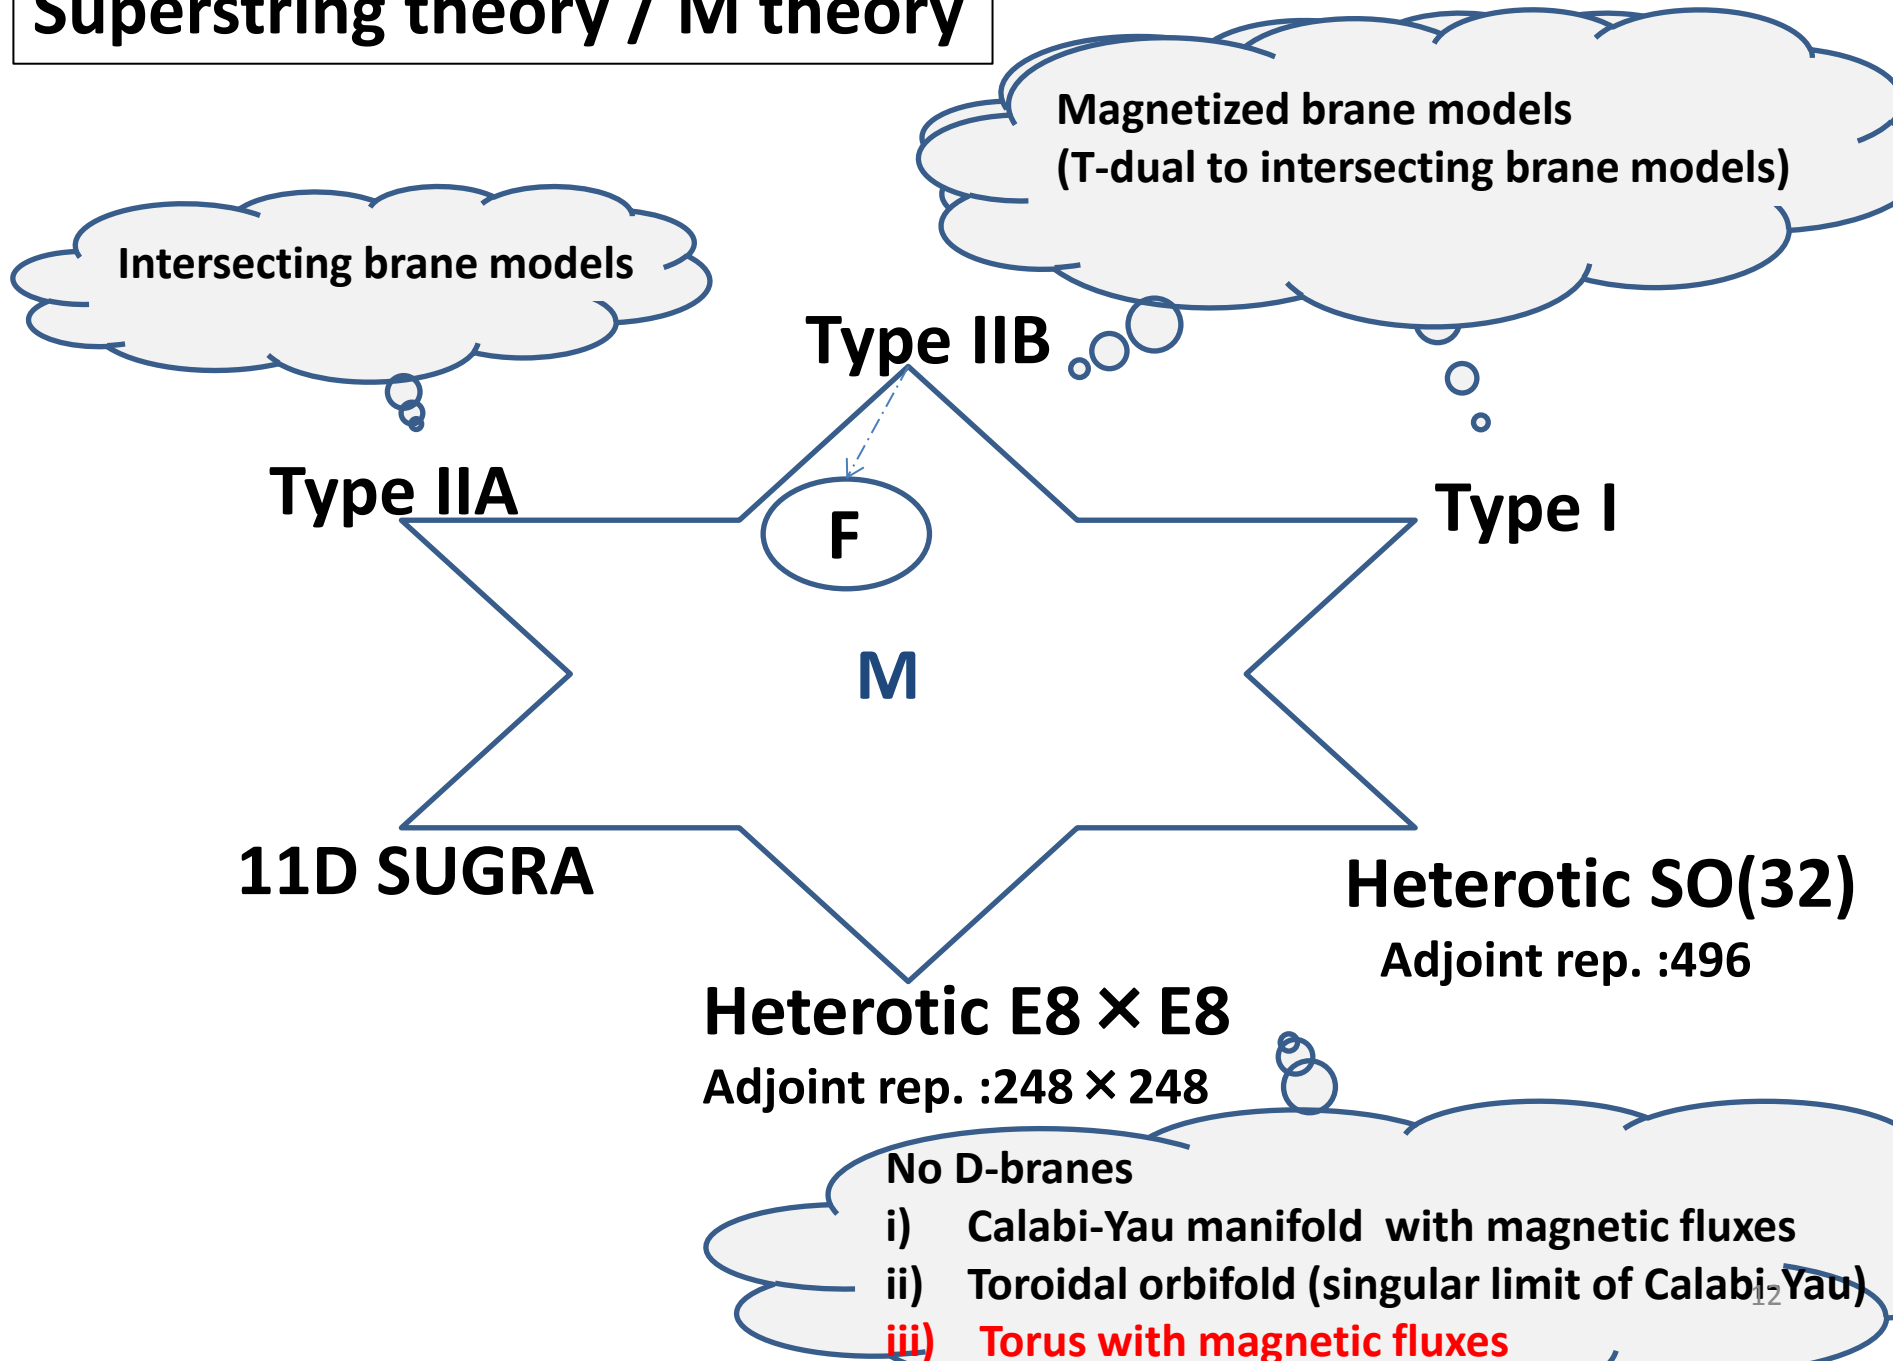 Superstring theory / M theory
Magnetized brane models
(T-dual to intersecting brane models)
Intersecting brane models
Type IIB
Type IIA
F
Type I
M
11D SUGRA
Heterotic SO(32)
Adjoint rep. :496
Heterotic E8×E8
Adjoint rep. :248×248
No D-branes
i) Calabi-Yau manifold with magnetic fluxes
ii) Toroidal orbifold (singular limit of Calabi-Yau)
12
iii) Torus with magnetic fluxes